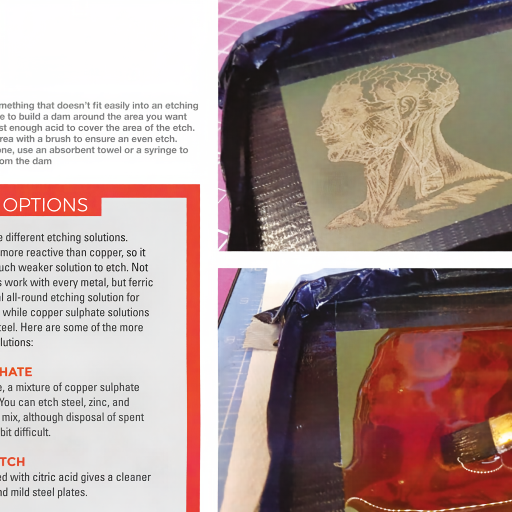 mething that doesn't fit easily into an etching
e to build a dam around the area you want
st enough acid to cover the area of the etch.
rea with a brush to ensure an even etch.
one, use an absorbent towel or a syringe to
om the dam
OPTIONS
e different etching solutions.
more reactive than copper, so it
uch weaker solution to etch. Not
s work with every metal, but ferric
l all-round etching solution for
while copper sulphate solutions
teel. Here are some of the more
lutions:
HATE
e, a mixture of copper sulphate
You can etch steel, zinc, and
mix, although disposal of spent
bit difficult.
TCH
ed with citric acid gives a cleaner
nd mild steel plates.